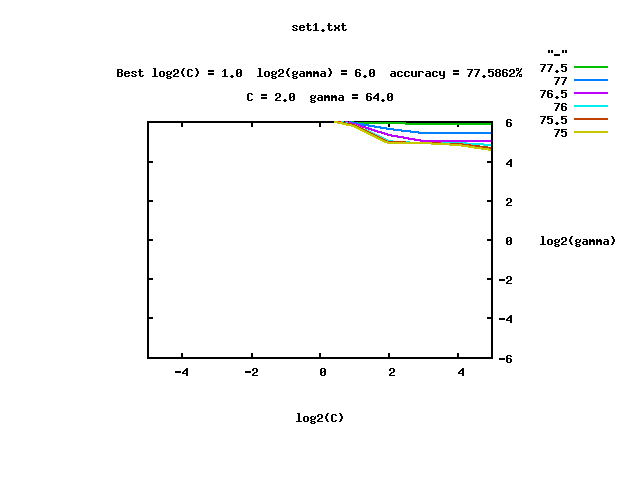 set1.txt
Best log2(C) = 1.0  log2(gamma) = 6.0  accuracy = 77.5862%
C = 2.0  gamma = 64.0
"-"
77.5
77
76.5
76
75.5
75
6
4
2
0
-2
-4
-6
log2(gamma)
-4 -2 0 2 4
log2(C)